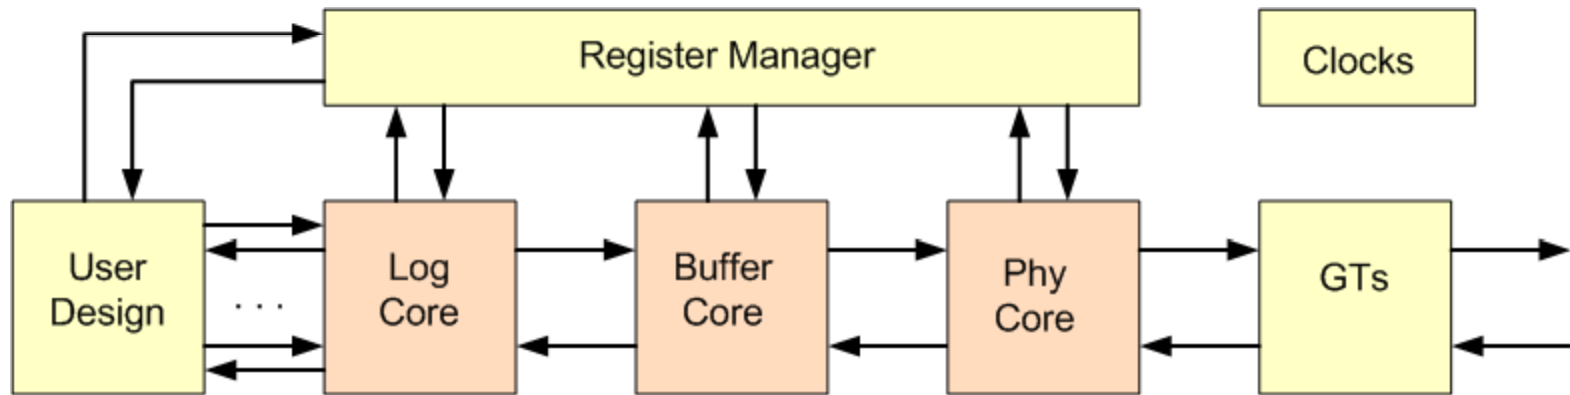 Register Manager
Clocks
User
Design
. . .
Log
Core
Buffer
Core
Phy
Core
GTs